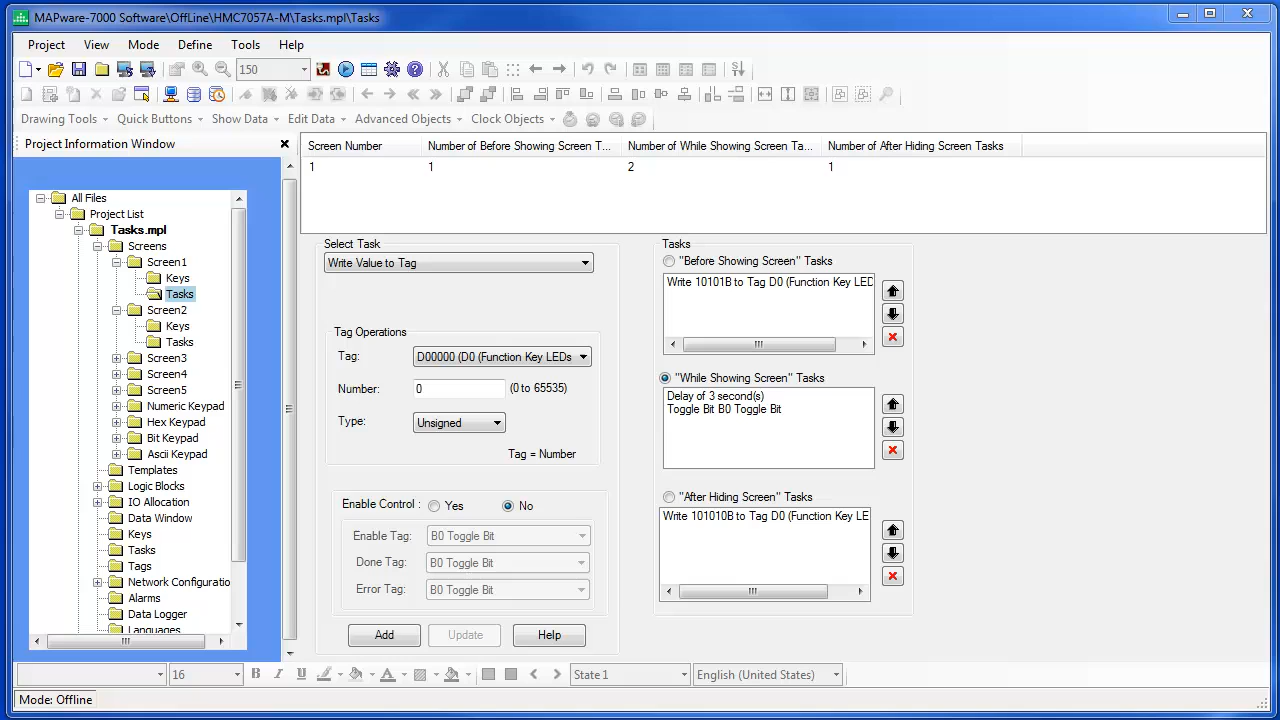 MAPware-7000 Software\OffLine\HMC7057A-M\Tasks.mpl\Tasks
Project View Mode Define Tools Help
150
Drawing Tools Quick Buttons Show Data Edit Data Advanced Objects Clock Objects
Project Information Window
All Files
Project List
Tasks.mpl
Screens
Screen1
Keys
Tasks
Screen2
Keys
Tasks
Screen3
Screen4
Screen5
Numeric Keypad
Hex Keypad
Bit Keypad
Ascii Keypad
Templates
Logic Blocks
IO Allocation
Data Window
Keys
Tasks
Tags
Network Configuratio
Alarms
Data Logger
Languages
Screen Number Number of Before Showing Screen T... Number of While Showing Screen Ta... Number of After Hiding Screen Tasks
1 1 2 1
Select Task
Write Value to Tag
Tag Operations
Tag: D00000 (D0 (Function Key LEDs
Number: 0 (0 to 65535)
Type: Unsigned
Tag = Number
Enable Control : Yes No
Enable Tag: B0 Toggle Bit
Done Tag: B0 Toggle Bit
Error Tag: B0 Toggle Bit
Add Update Help
Tasks
"Before Showing Screen" Tasks
Write 10101B to Tag D0 (Function Key LED
"While Showing Screen" Tasks
Delay of 3 second(s)
Toggle Bit B0 Toggle Bit
"After Hiding Screen" Tasks
Write 101010B to Tag D0 (Function Key LE
16 B I U State 1 English (United States)
Mode: Offline